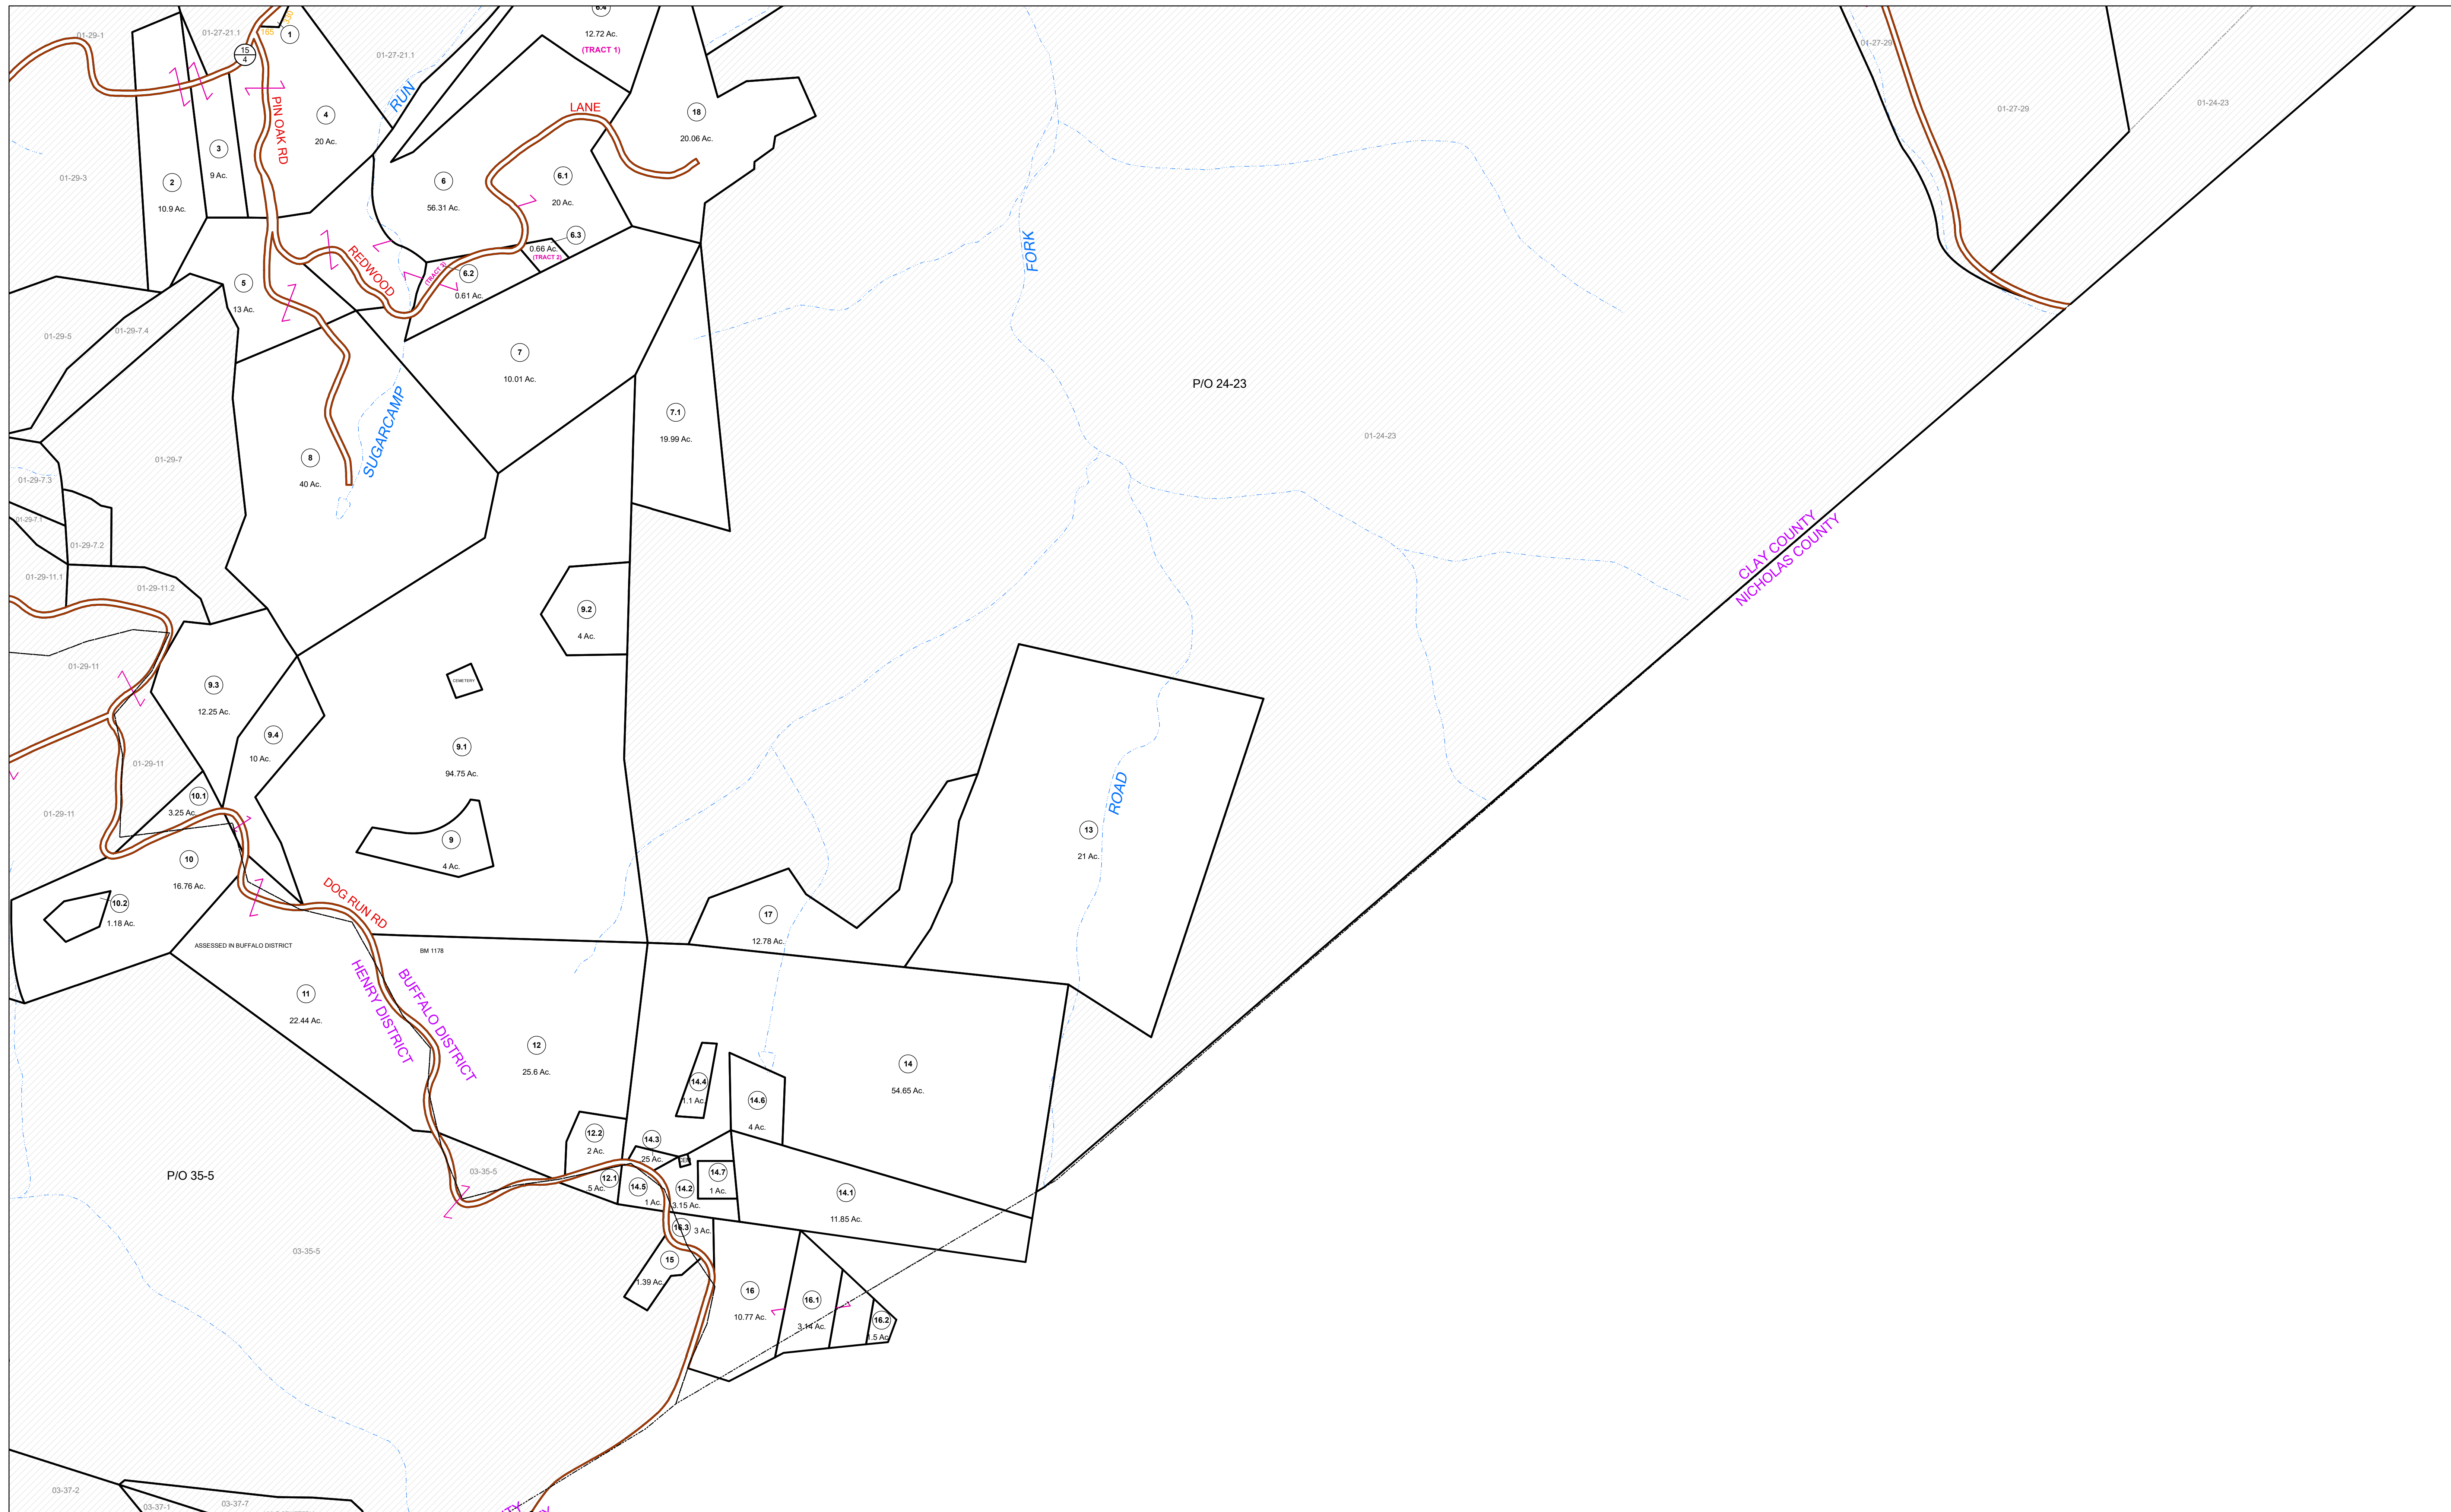 6.4
12.72 Ac.
(TRACT 1)
01-29-1
01-27-21.1
165
330
1
15
4
01-27-21.1
01-27-29
01-27-29
01-24-23
RUN
LANE
PIN OAK RD
4
20 Ac.
18
20.06 Ac.
3
9 Ac.
01-29-3
2
10.9 Ac.
6
56.31 Ac.
6.1
20 Ac.
6.3
0.66 Ac.
(TRACT 2)
REDWOOD
(TRACT 3)
6.2
0.61 Ac.
FORK
5
13 Ac.
01-29-5
01-29-7.4
7
10.01 Ac.
P/O 24-23
01-24-23
SUGARCAMP
7.1
19.99 Ac.
01-29-7
8
40 Ac.
01-29-7.3
01-29-7.1
01-29-7.2
CLAY COUNTY
NICHOLAS COUNTY
01-29-11.1
01-29-11.2
9.2
4 Ac.
01-29-11
CEMETERY
9.3
12.25 Ac.
9.4
10 Ac.
9.1
94.75 Ac.
01-29-11
10.1
3.25 Ac.
01-29-11
ROAD
13
21 Ac.
9
4 Ac.
10
16.76 Ac.
10.2
1.18 Ac.
DOG RUN RD
17
12.78 Ac.
ASSESSED IN BUFFALO DISTRICT
BM 1178
HENRY DISTRICT
BUFFALO DISTRICT
11
22.44 Ac.
12
25.6 Ac.
14
54.65 Ac.
14.4
1.1 Ac.
14.6
4 Ac.
12.2
2 Ac.
14.3
.25 Ac.
P/O 35-5
03-35-5
12.1
.5 Ac.
14.5
1 Ac.
14.2
3.15 Ac.
14.7
1 Ac.
14.1
11.85 Ac.
16.3
3 Ac.
03-35-5
15
1.39 Ac.
16
10.77 Ac.
16.1
3.14 Ac.
16.2
1.5 Ac.
03-37-2
03-37-1
03-37-7